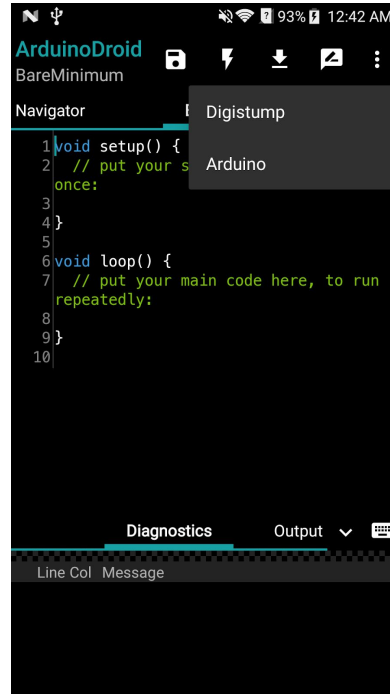 93% 12:42 AM
ArduinoDroid
BareMinimum
Navigator E
Digistump
Arduino
1 void setup() {
2 // put your s
once:
3
4 }
5
6 void loop() {
7 // put your main code here, to run
repeatedly:
8
9 }
10
Diagnostics Output
Line Col Message